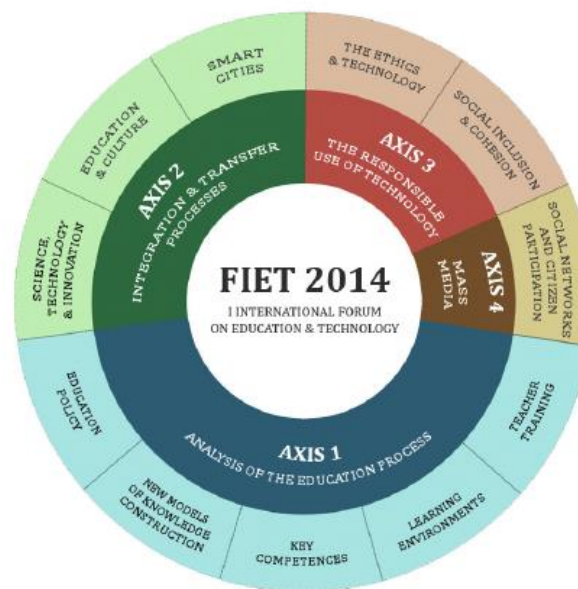 FIET 2014
I INTERNATIONAL FORUM
ON EDUCATION & TECHNOLOGY
AXIS 1
ANALYSIS OF THE EDUCATION PROCESS
EDUCATION
POLICY
NEW MODELS
OF KNOWLEDGE
CONSTRUCTION
KEY
COMPETENCES
LEARNING
ENVIRONMENTS
TEACHER
TRAINING
AXIS 2
INTEGRATION & TRANSFER
PROCESSES
SCIENCE,
TECHNOLOGY
& INNOVATION
EDUCATION
& CULTURE
SMART
CITIES
AXIS 3
THE RESPONSIBLE
USE OF TECHNOLOGY
THE ETHICS
& TECHNOLOGY
SOCIAL INCLUSION
& COHESION
AXIS 4
MASS
MEDIA
SOCIAL NETWORKS
AND CITIZEN
PARTICIPATION